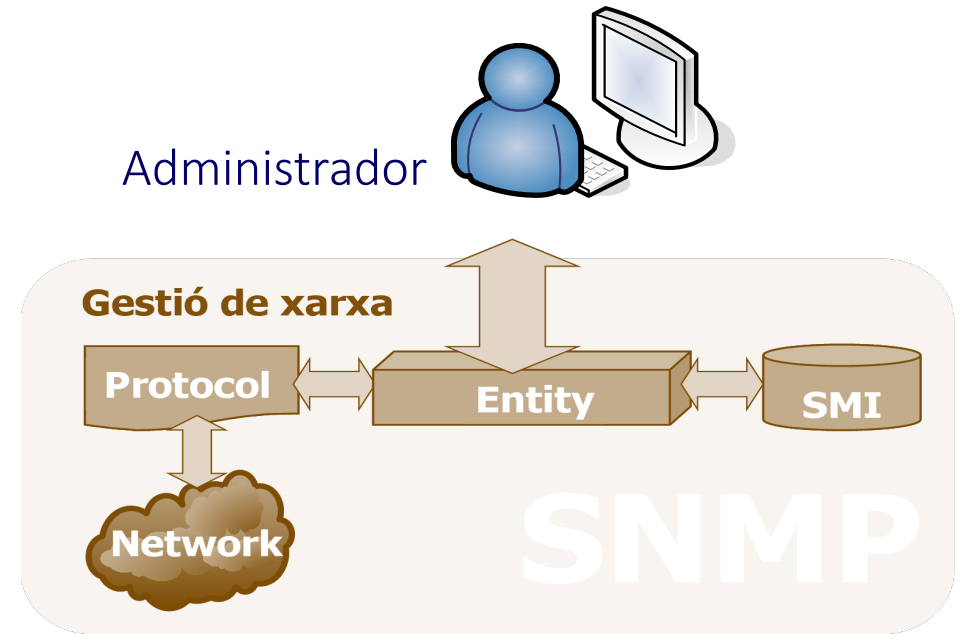 Administrador
Gestió de xarxa
Protocol
Entity
SMI
Network
SNMP